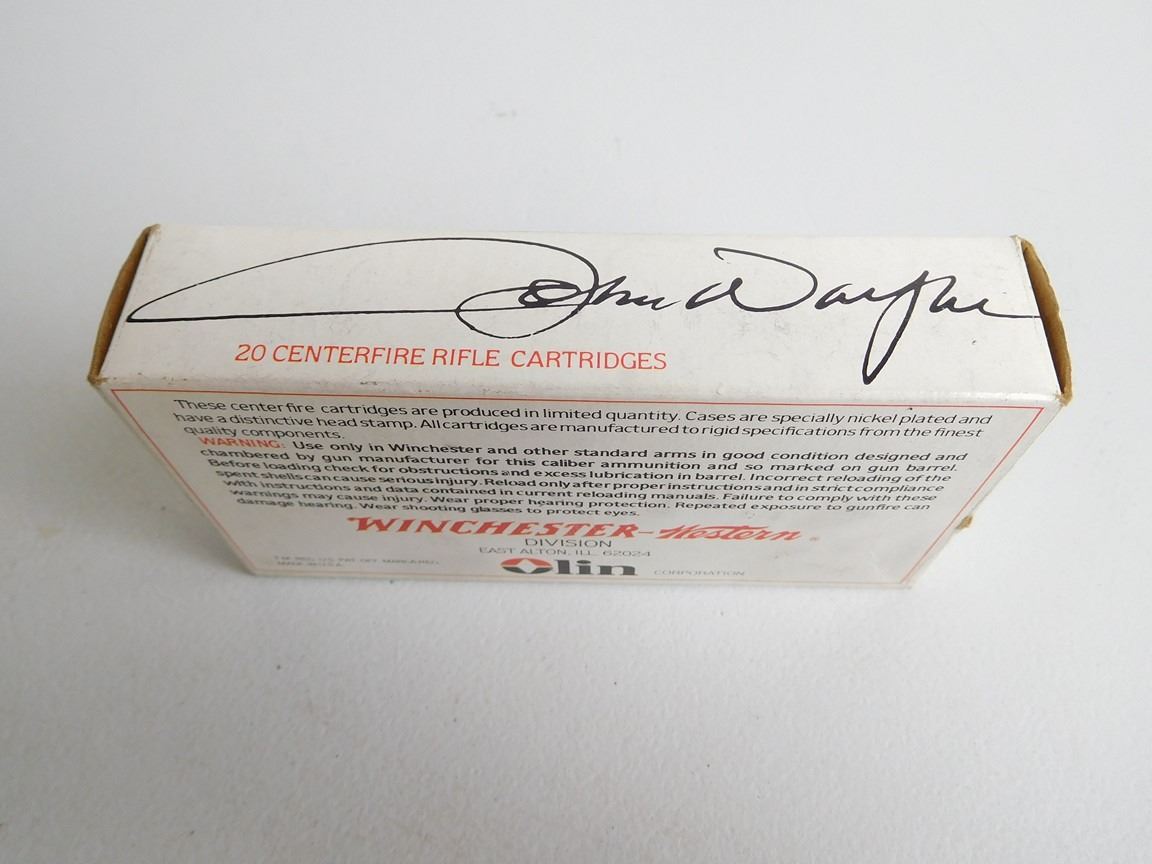 John Wayne
20 CENTERFIRE RIFLE CARTRIDGES
These center fire cartridges are produced in limited quantity. Cases are specially nickel plated and
have a distinctive head stamp. All cartridges are manufactured to rigid specifications from the finest
quality components.
WARNING: Use only in Winchester and other standard arms in good condition designed and
chambered by gun manufacturer for this caliber ammunition and so marked on gun barrel.
Before loading check for obstructions and excess lubrication in barrel. Incorrect reloading of the
spent shells can cause serious injury. Reload only after proper instructions and in strict compliance
with instructions and data contained in current reloading manuals. Failure to comply with these
warnings may cause injury. Wear proper hearing protection. Repeated exposure to gunfire can
damage hearing. Wear shooting glasses to protect eyes.
WINCHESTER-Western ®
DIVISION
EAST ALTON, ILL. 62024
Olin CORPORATION
MADE IN U.S.A.